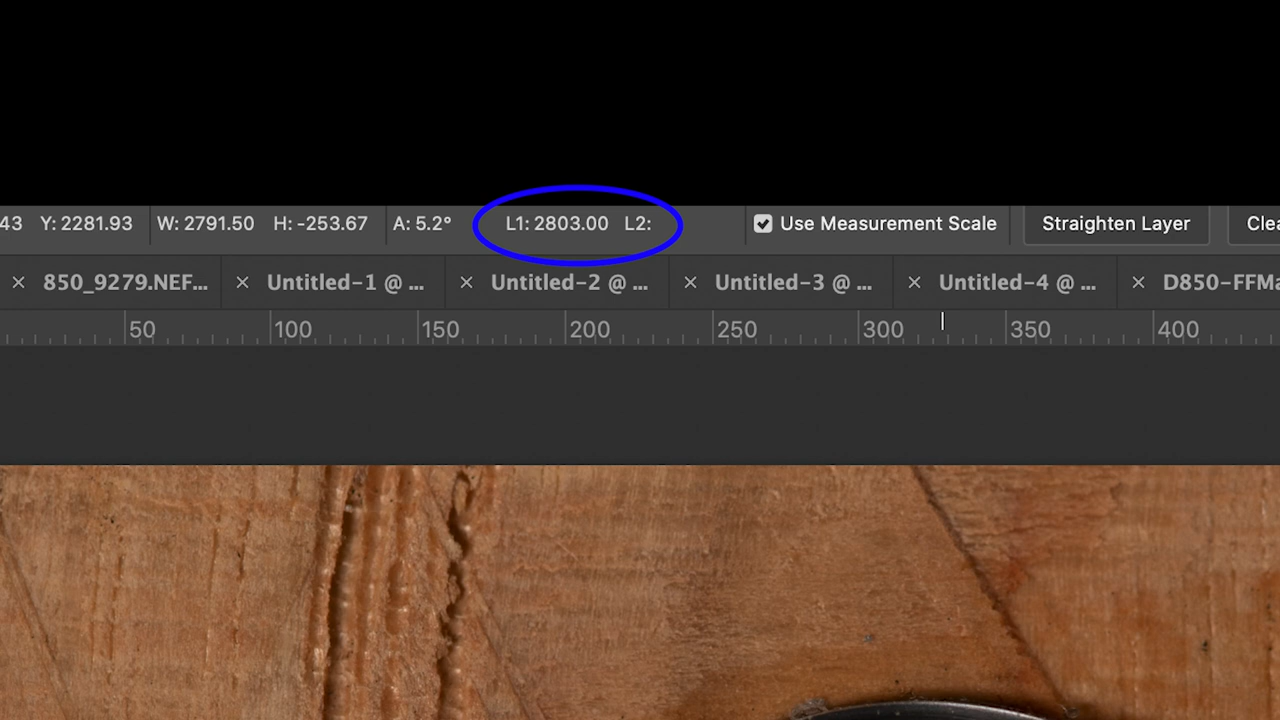 43 Y: 2281.93 W: 2791.50 H: -253.67 A: 5.2° L1: 2803.00 L2: Use Measurement Scale Straighten Layer
850_9279.NEF... Untitled-1 @ ... Untitled-2 @ ... Untitled-3 @ ... Untitled-4 @ ... D850-FFMa
50 100 150 200 250 300 350 400